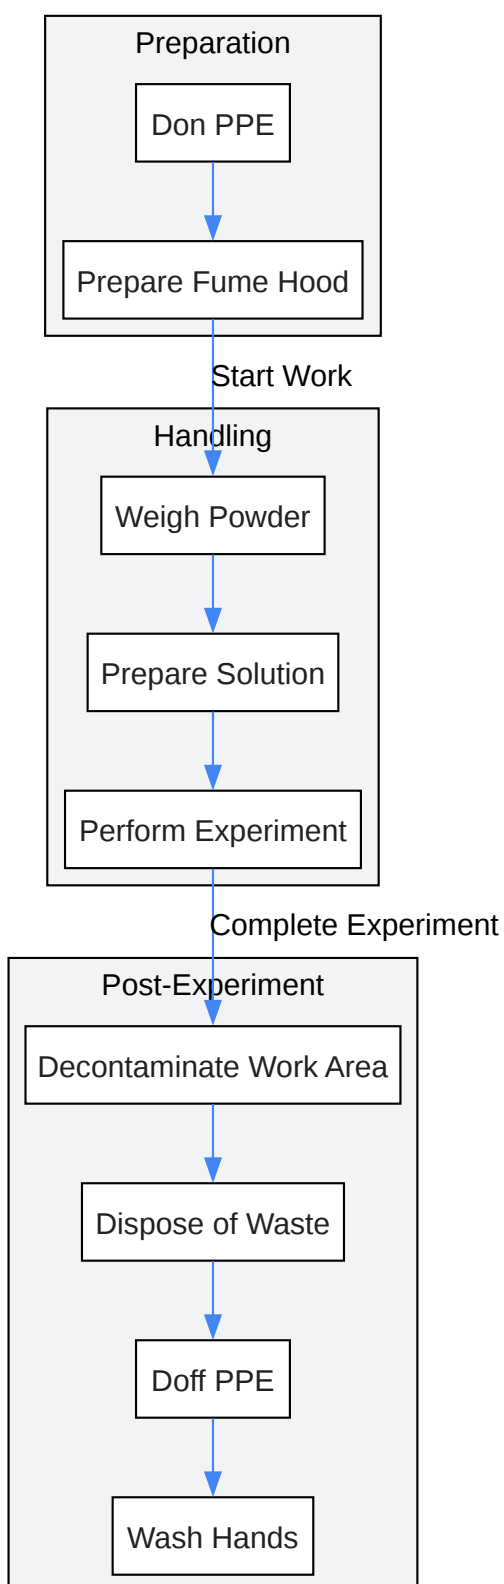 Preparation
Don PPE
Prepare Fume Hood
Start Work
Handling
Weigh Powder
Prepare Solution
Perform Experiment
Complete Experiment
Post-Experiment
Decontaminate Work Area
Dispose of Waste
Doff PPE
Wash Hands